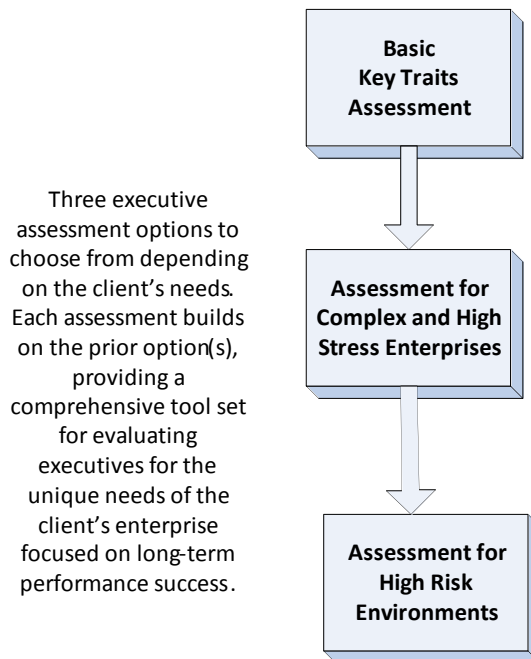 Basic
Key Traits
Assessment
Three executive
assessment options to
choose from depending
on the client’s needs.
Each assessment builds
on the prior option(s),
providing a
comprehensive tool set
for evaluating
executives for the
unique needs of the
client’s enterprise
focused on long-term
performance success.
Assessment for
Complex and High
Stress Enterprises
Assessment for
High Risk
Environments